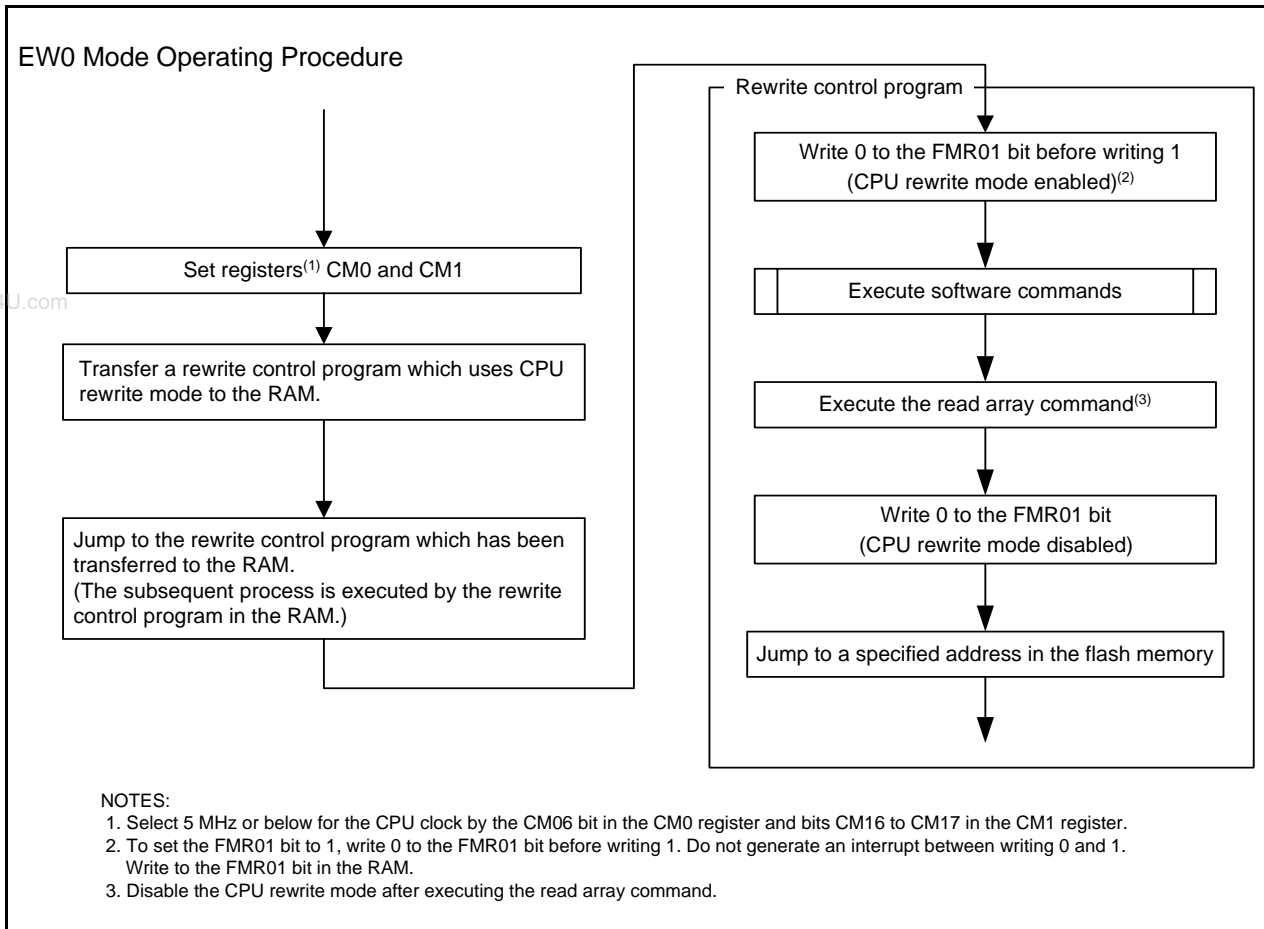 EW0 Mode Operating Procedure
Set registers(1) CM0 and CM1
Transfer a rewrite control program which uses CPU
rewrite mode to the RAM.
Jump to the rewrite control program which has been
transferred to the RAM.
(The subsequent process is executed by the rewrite
control program in the RAM.)
Rewrite control program
Write 0 to the FMR01 bit before writing 1
(CPU rewrite mode enabled)(2)
Execute software commands
Execute the read array command(3)
Write 0 to the FMR01 bit
(CPU rewrite mode disabled)
Jump to a specified address in the flash memory
NOTES:
1. Select 5 MHz or below for the CPU clock by the CM06 bit in the CM0 register and bits CM16 to CM17 in the CM1 register.
2. To set the FMR01 bit to 1, write 0 to the FMR01 bit before writing 1. Do not generate an interrupt between writing 0 and 1.
Write to the FMR01 bit in the RAM.
3. Disable the CPU rewrite mode after executing the read array command.
U.com